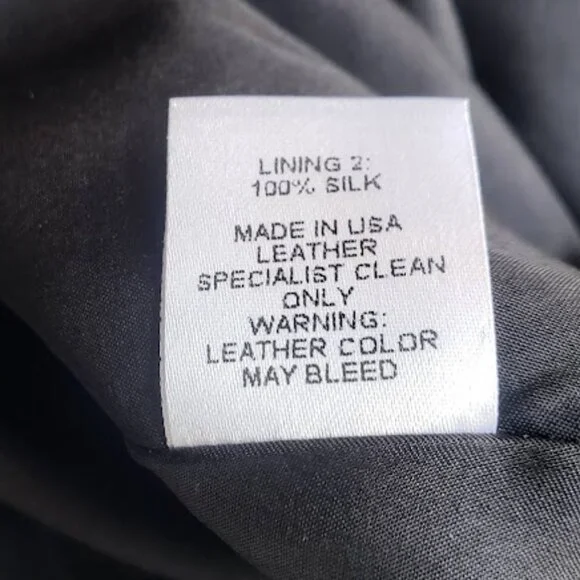 LINING 2:
100% SILK
MADE IN USA
LEATHER
SPECIALIST CLEAN
ONLY
WARNING:
LEATHER COLOR
MAY BLEED